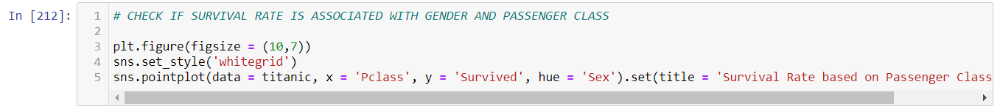 In [212]:
1 # CHECK IF SURVIVAL RATE IS ASSOCIATED WITH GENDER AND PASSENGER CLASS
2
3 plt.figure(figsize = (10,7))
4 sns.set_style('whitegrid')
5 sns.pointplot(data = titanic, x = 'Pclass', y = 'Survived', hue = 'Sex').set(title = 'Survival Rate based on Passenger Class